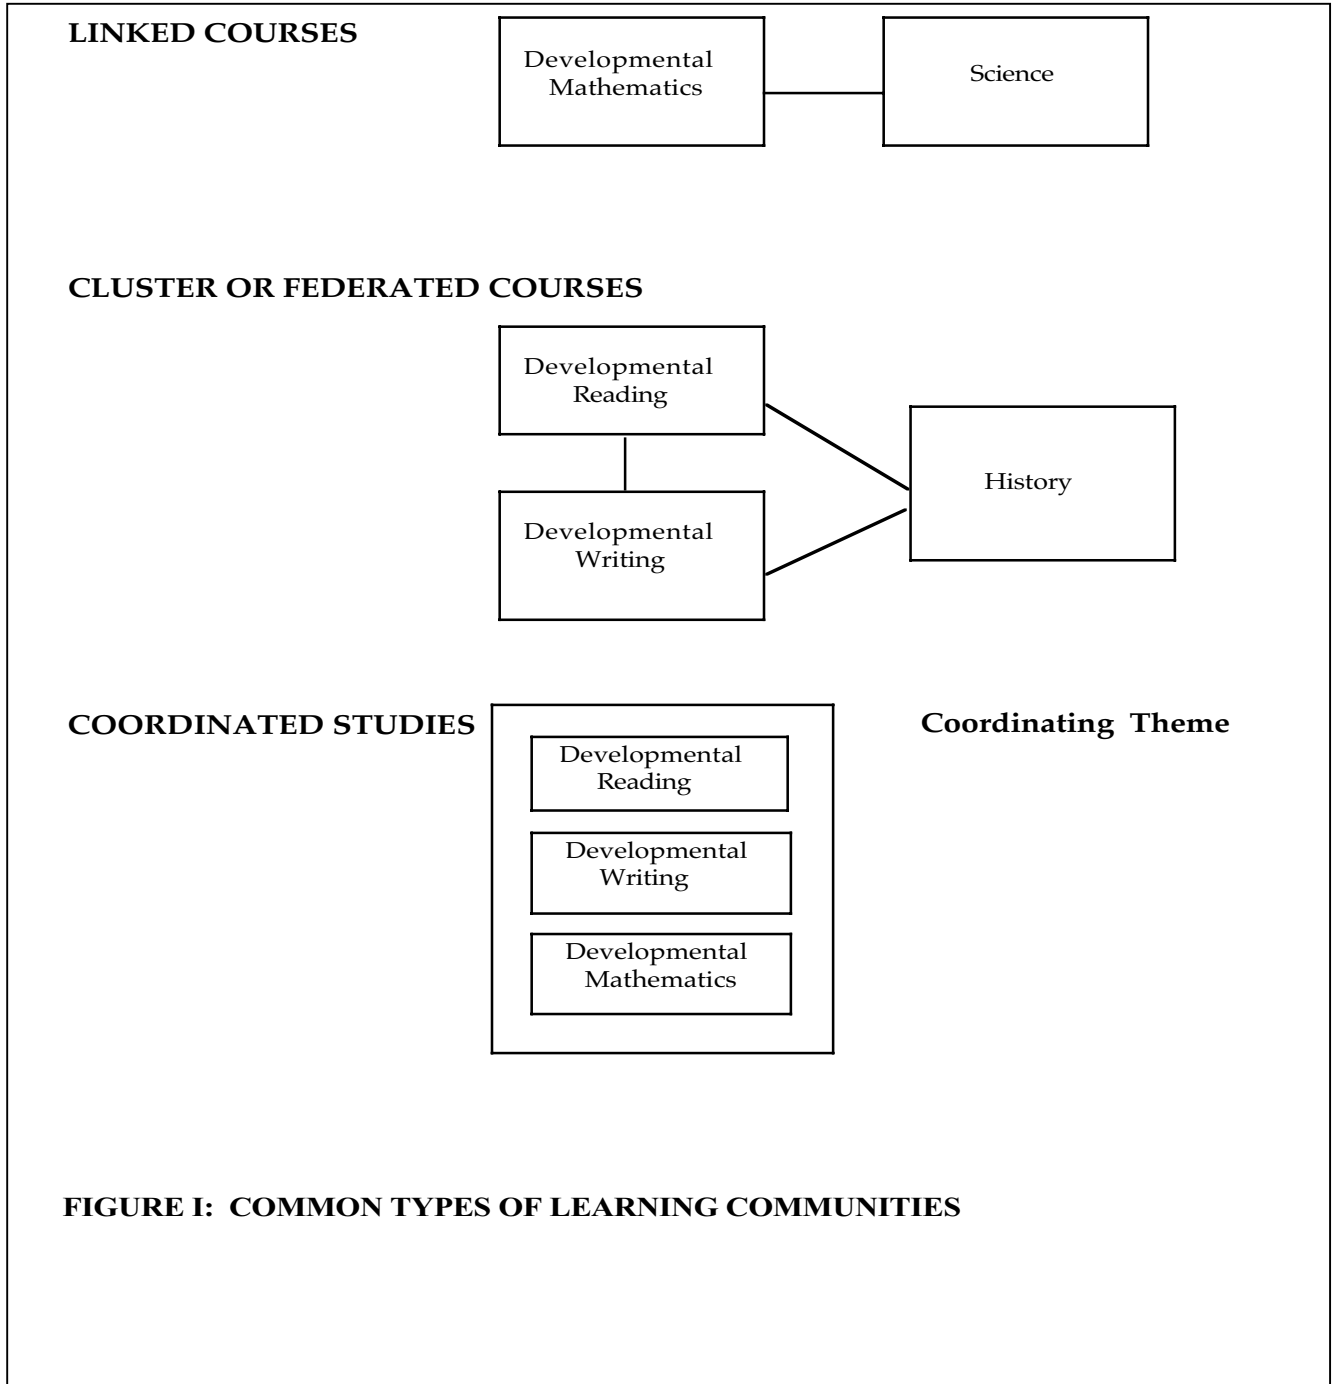 LINKED COURSES
Developmental
Mathematics
Science
CLUSTER OR FEDERATED COURSES
Developmental
Reading
History
Developmental
Writing
COORDINATED STUDIES
Coordinating Theme
Developmental
Reading
Developmental
Writing
Developmental
Mathematics
FIGURE I: COMMON TYPES OF LEARNING COMMUNITIES